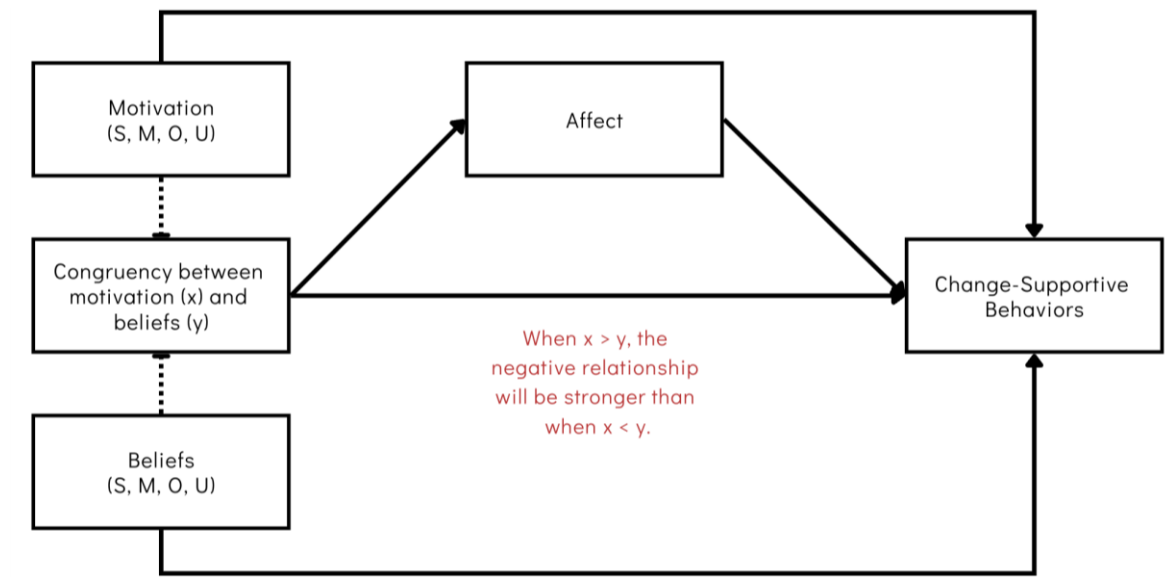 Motivation
(S, M, O, U)
Affect
Congruency between
motivation (x) and
beliefs (y)
Change-Supportive
Behaviors
When x > y, the
negative relationship
will be stronger than
when x < y.
Beliefs
(S, M, O, U)